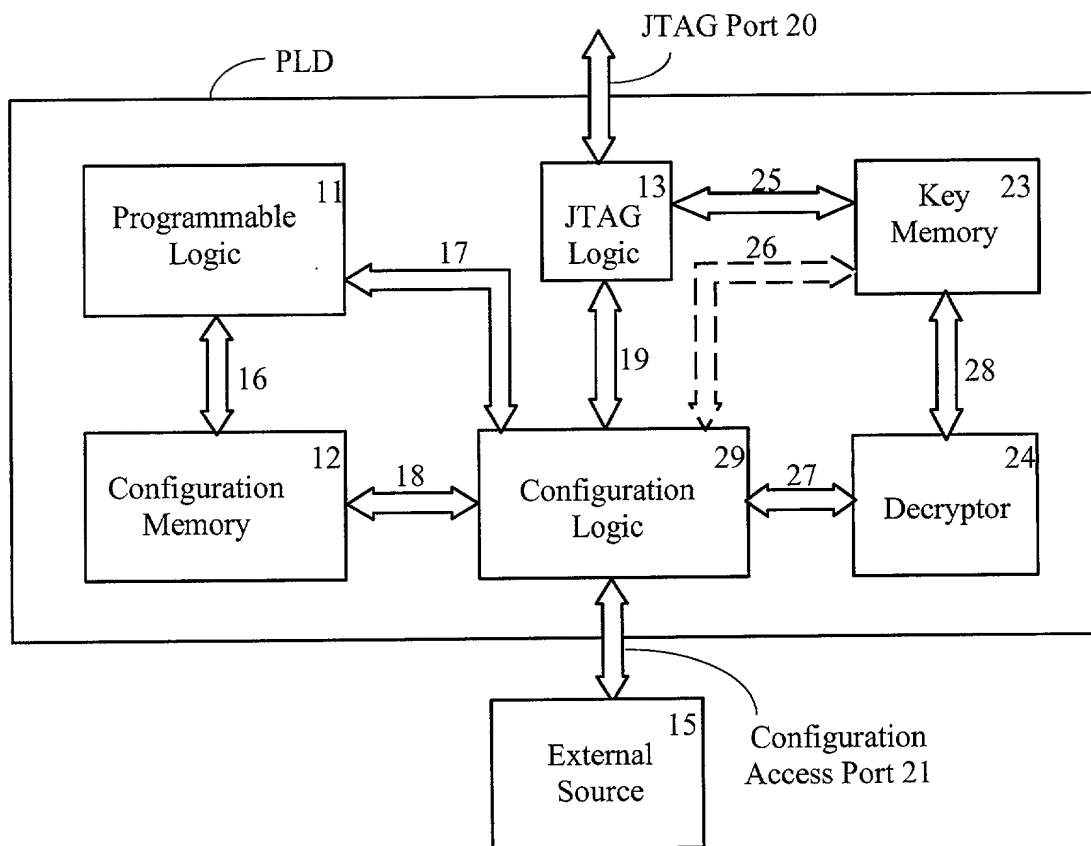 JTAG Port 20
PLD
11
Programmable
Logic
13
JTAG
Logic
25
23
Key
Memory
17
26
16
19
28
12
Configuration
Memory
18
29
Configuration
Logic
27
24
Decryptor
15
External
Source
Configuration
Access Port 21